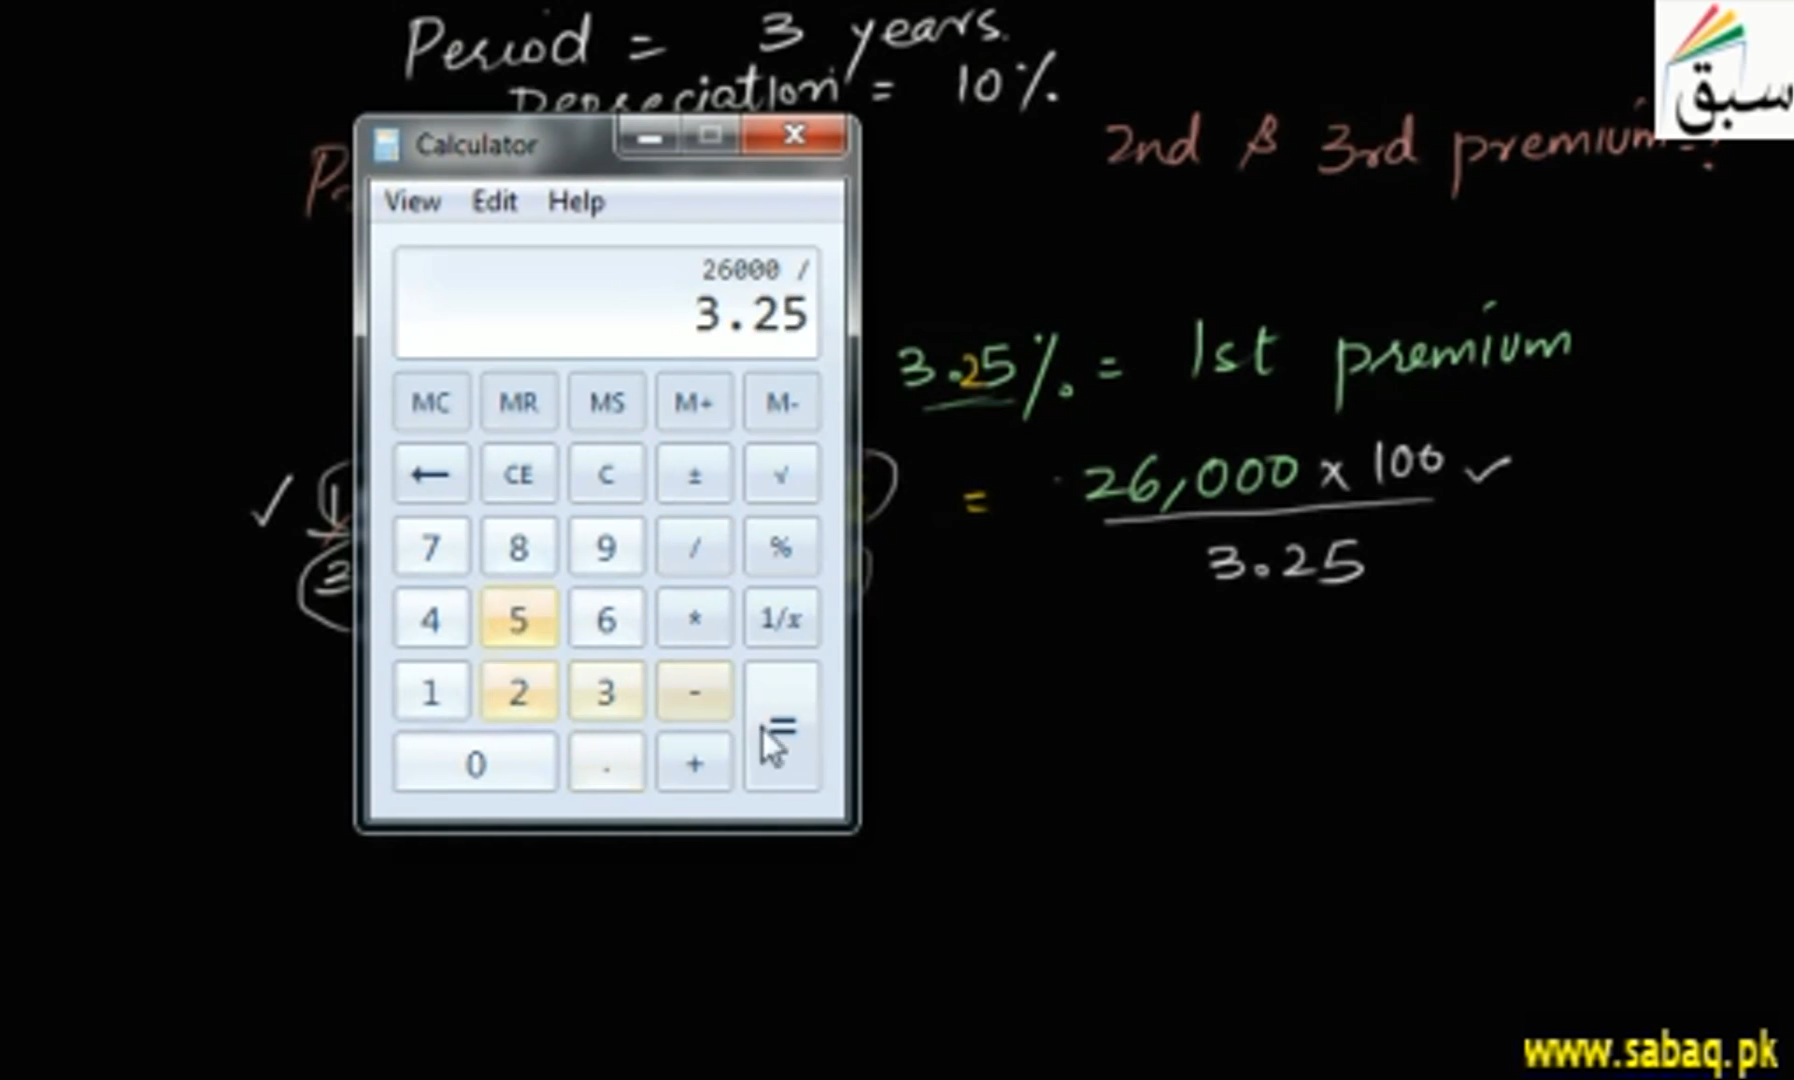 Period = 3 years.
Depreciation = 10%.
سبق
2nd & 3rd premium
Calculator
View Edit Help
26000 /
3.25
3.25% = 1st premium
MC MR MS M+ M-
← CE C ± √
= 26,000 x 100 ✓
3.25
✓ 1
7 8 9 / %
3
4 5 6 * 1/x
1 2 3 - =
0 . +
www.sabaq.pk